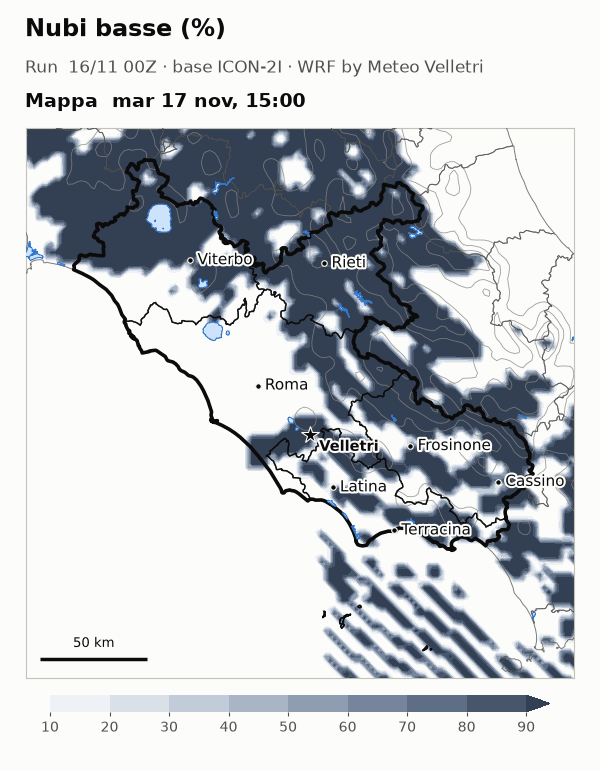 Nubi basse (%)
Run  16/11 00Z · base ICON-2I · WRF by Meteo Velletri
Mappa  mar 17 nov, 15:00
Viterbo
Rieti
Roma
Velletri
Frosinone
Latina
Cassino
Terracina
50 km
10 20 30 40 50 60 70 80 90